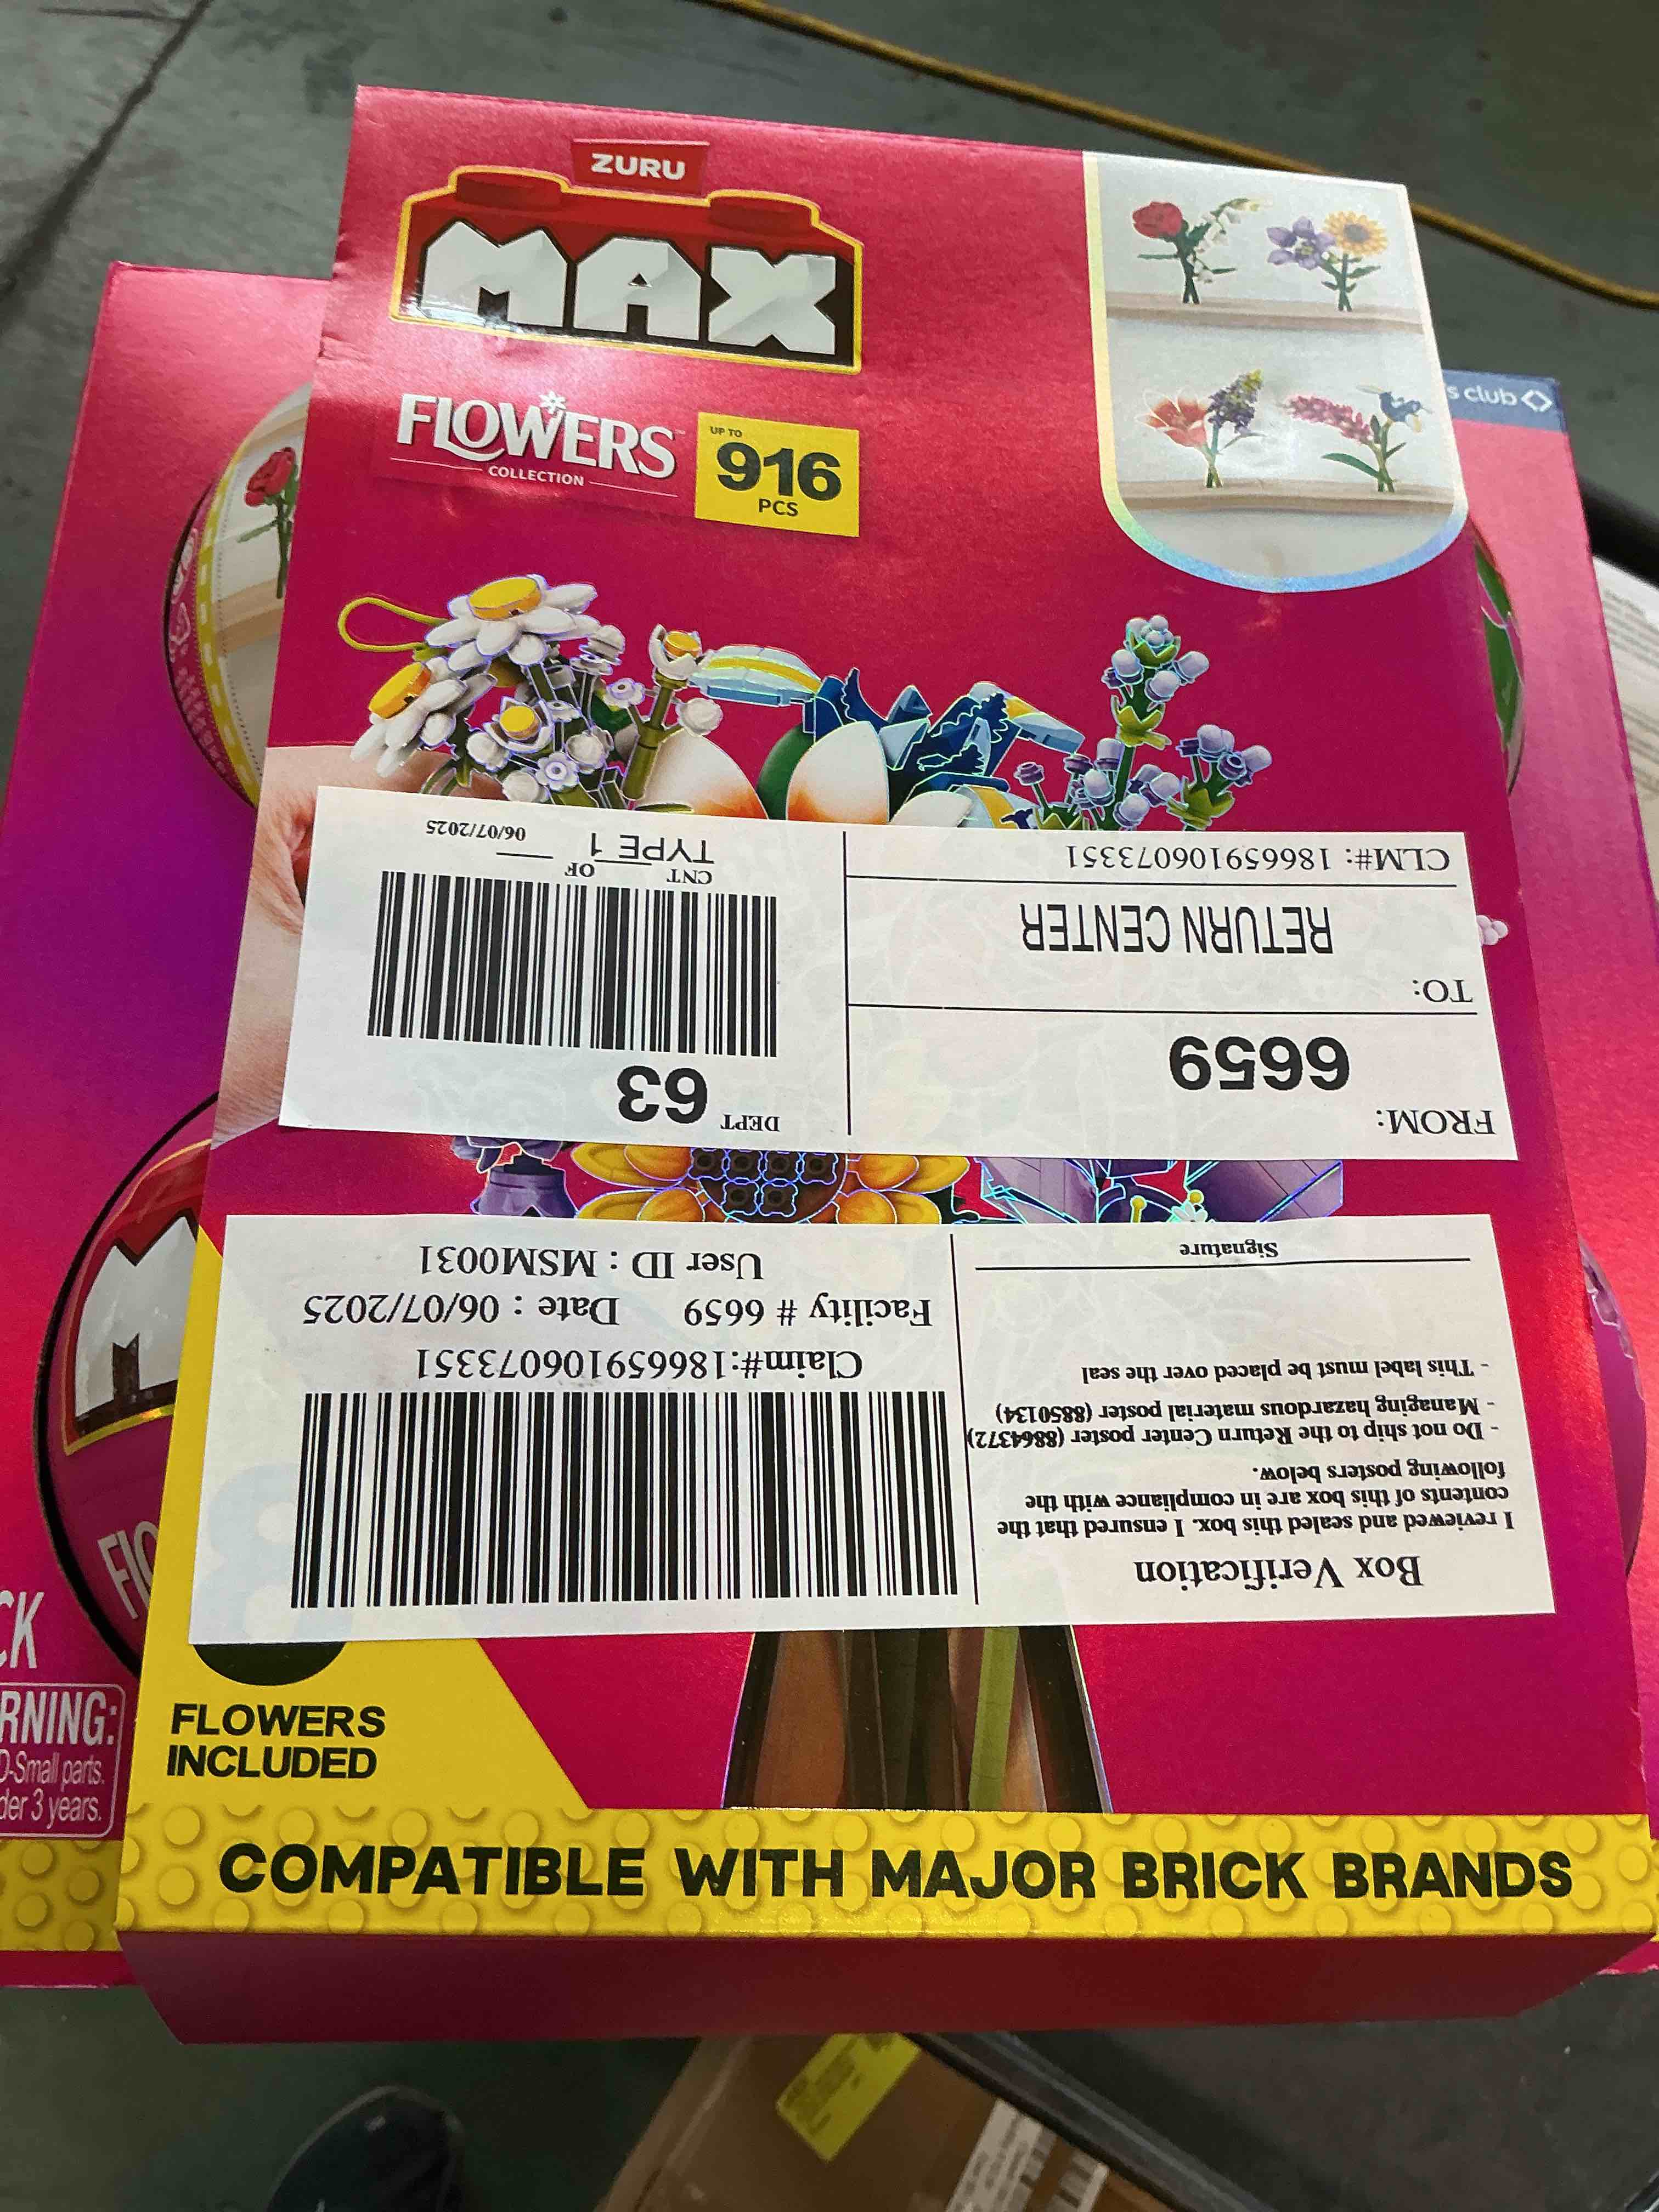 ZURU
MAX
FLOWERS
COLLECTION
UP TO
916
PCS
s club
CLM#: 186659106073351
RETURN CENTER
TO:
6659
FROM:
06/07/2025
TYPE 1
CNT ___ OF ___
DEPT 63
Box Verification
I reviewed and sealed this box. I ensured that the
contents of this box are in compliance with the
following posters below.
- Do not ship to the Return Center poster (8864372)
- Managing hazardous material poster (8850134)
- This label must be placed over the seal
Signature
Claim#:186659106073351
Facility # 6659 Date : 06/07/2025
User ID : MSM0031
FLOWERS
INCLUDED
COMPATIBLE WITH MAJOR BRICK BRANDS
CK
RNING:
-Small parts.
der 3 years.